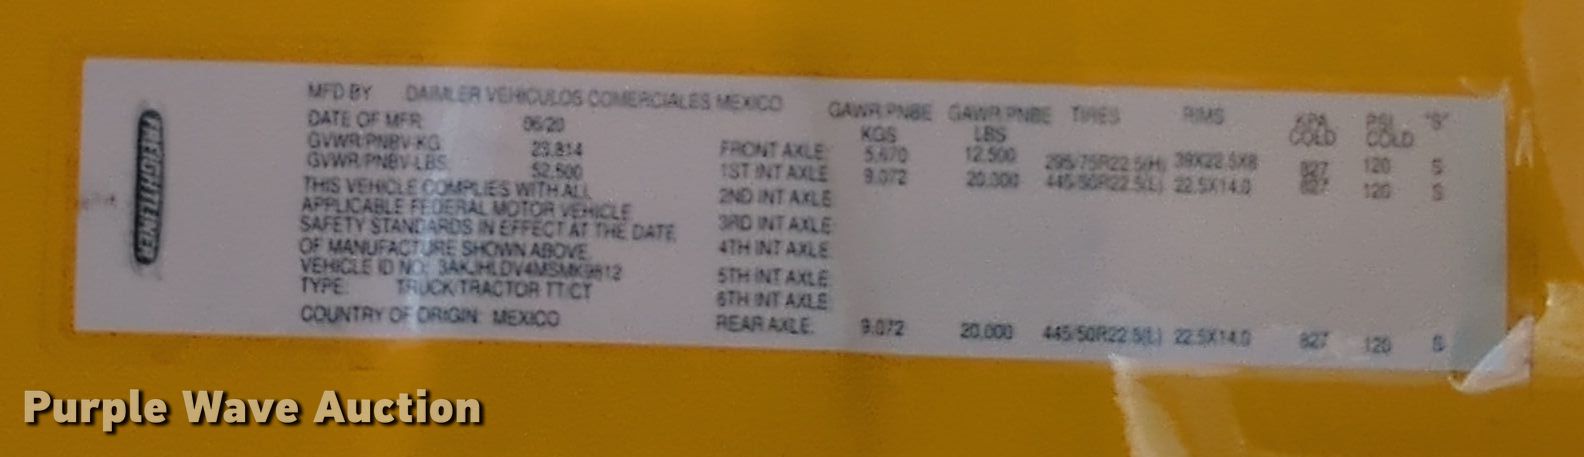 FREIGHTLINER
MFD BY DAIMLER VEHICULOS COMERCIALES MEXICO
DATE OF MFR: 06/20
GVWR/PNBV-KG 23,814
GVWR/PNBV-LBS: 52,500
THIS VEHICLE COMPLIES WITH ALL
APPLICABLE FEDERAL MOTOR VEHICLE
SAFETY STANDARDS IN EFFECT AT THE DATE
OF MANUFACTURE SHOWN ABOVE.
VEHICLE ID NO: 3AKJHLDV4MSMK9812
TYPE: TRUCK/TRACTOR TT/CT
COUNTRY OF ORIGIN: MEXICO
GAWR/PNBE KGS GAWR/PNBE LBS TIRES RIMS KPA COLD PSI COLD "S"
FRONT AXLE: 5,670 12,500 295/75R22.5(H) 39X22.5X8 827 120 S
1ST INT AXLE 9,072 20,000 445/50R22.5(L) 22.5X14.0 827 120 S
2ND INT AXLE
3RD INT AXLE:
4TH INT AXLE:
5TH INT AXLE:
6TH INT AXLE:
REAR AXLE: 9,072 20,000 445/50R22.5(L) 22.5X14.0 827 120 S
Purple Wave Auction